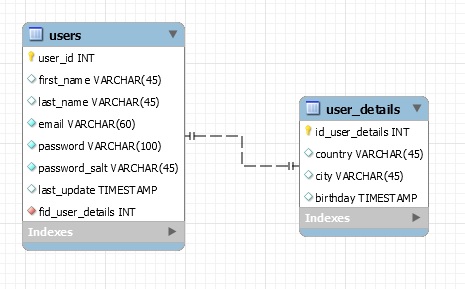 users
user_id INT
first_name VARCHAR(45)
last_name VARCHAR(45)
email VARCHAR(60)
password VARCHAR(100)
password_salt VARCHAR(45)
last_update TIMESTAMP
fid_user_details INT
Indexes
user_details
id_user_details INT
country VARCHAR(45)
city VARCHAR(45)
birthday TIMESTAMP
Indexes